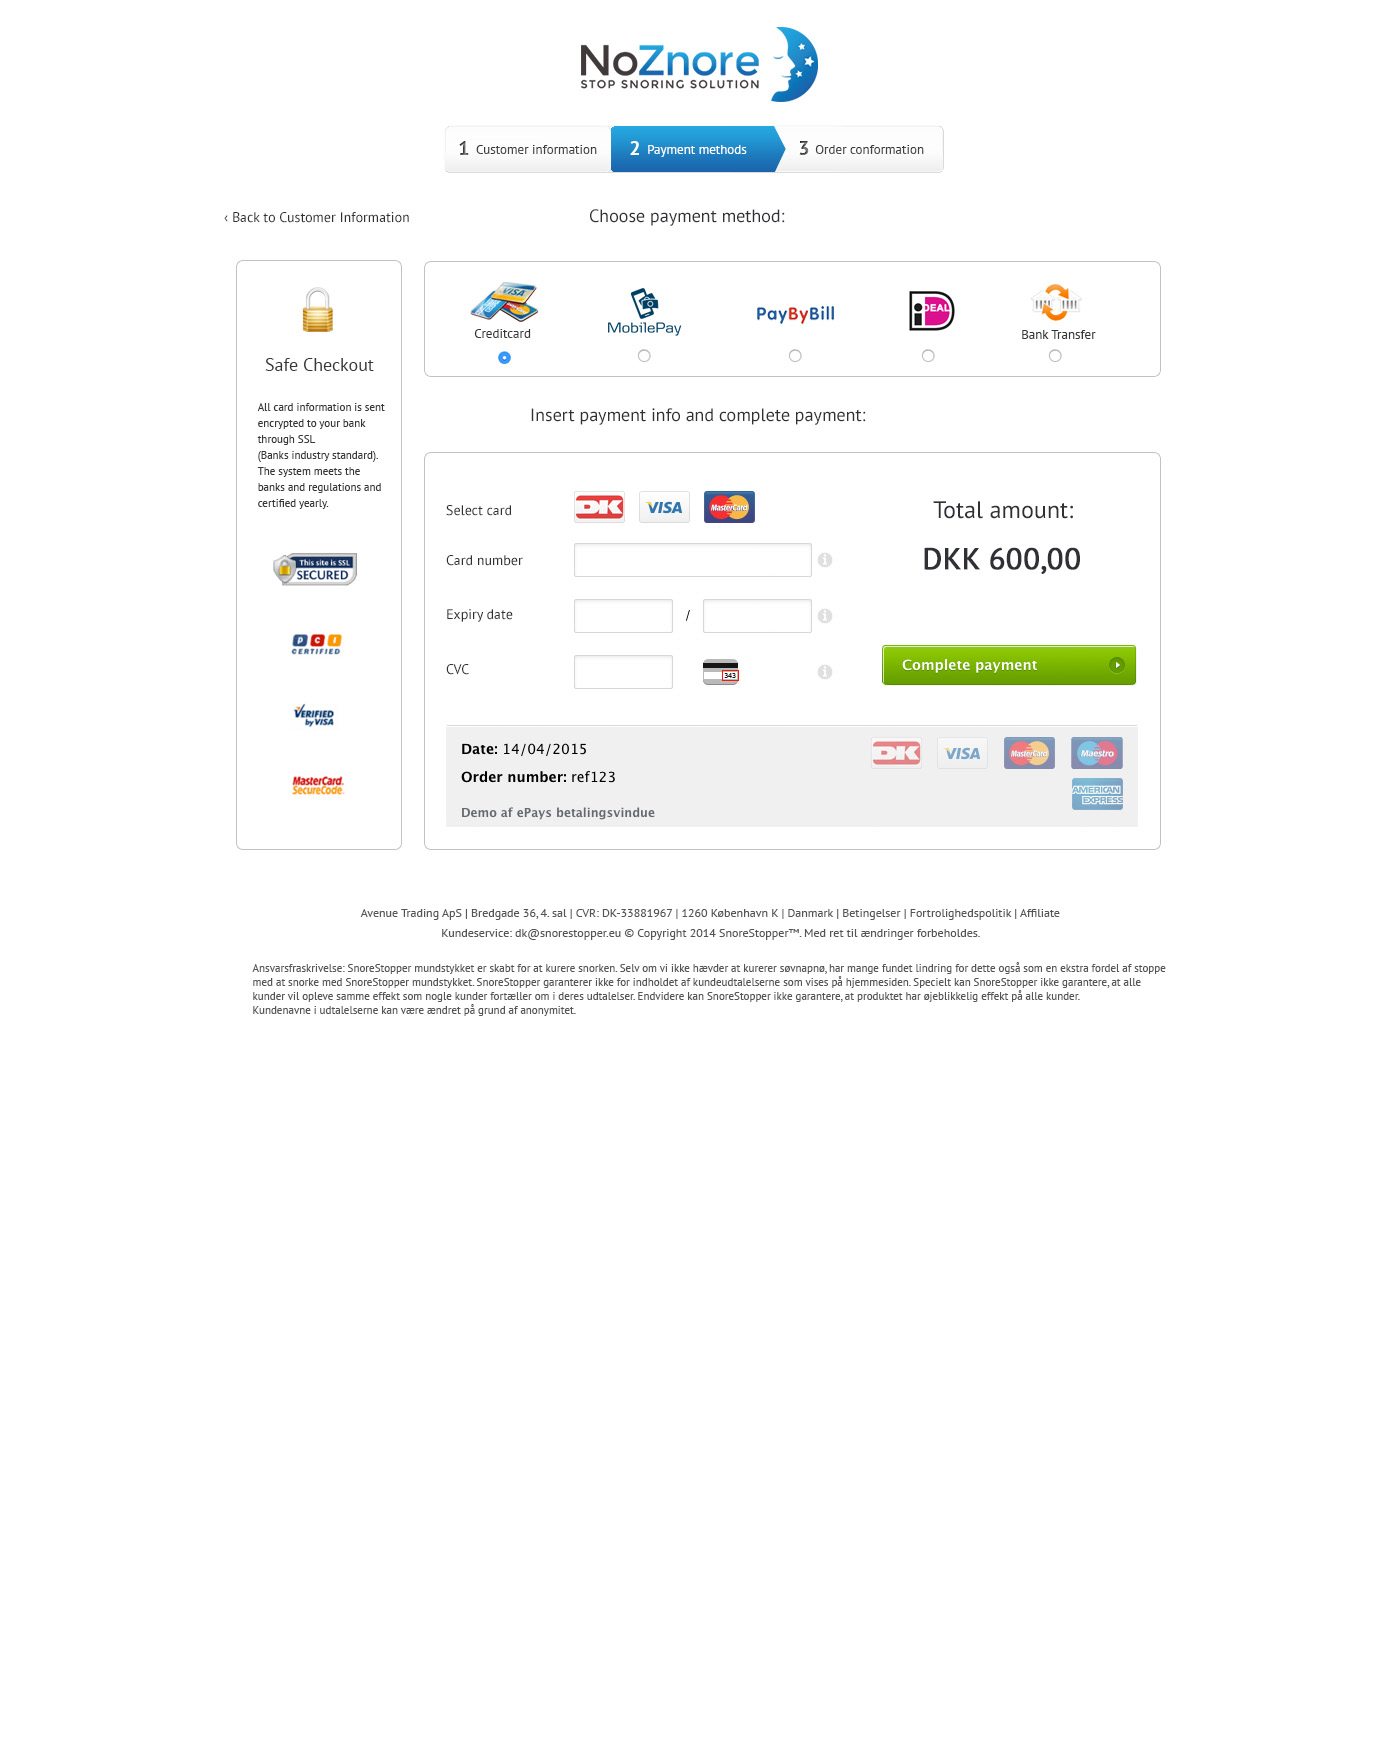 NoZnore
STOP SNORING SOLUTION
1 Customer information
2 Payment methods
3 Order conformation
‹ Back to Customer Information
Choose payment method:
Safe Checkout
All card information is sent
encrypted to your bank
through SSL
(Banks industry standard).
The system meets the
banks and regulations and
certified yearly.
This site is SSL
SECURED
PCI
CERTIFIED
VERIFIED
by VISA
MasterCard.
SecureCode.
VISA
Creditcard
MobilePay
PayByBill
iDEAL
Bank Transfer
Insert payment info and complete payment:
Select card
DK
VISA
MasterCard
Card number
Expiry date
/
CVC
343
Total amount:
DKK 600,00
Complete payment
Date: 14/04/2015
Order number: ref123
Demo af ePays betalingsvindue
DK
VISA
MasterCard
Maestro
AMERICAN
EXPRESS
Avenue Trading ApS | Bredgade 36, 4. sal | CVR: DK-33881967 | 1260 København K | Danmark | Betingelser | Fortrolighedspolitik | Affiliate
Kundeservice: dk@snorestopper.eu © Copyright 2014 SnoreStopper™. Med ret til ændringer forbeholdes.
Ansvarsfraskrivelse: SnoreStopper mundstykket er skabt for at kurere snorken. Selv om vi ikke hævder at kurerer søvnapnø, har mange fundet lindring for dette også som en ekstra fordel af stoppe
med at snorke med SnoreStopper mundstykket. SnoreStopper garanterer ikke for indholdet af kundeudtalelserne som vises på hjemmesiden. Specielt kan SnoreStopper ikke garantere, at alle
kunder vil opleve samme effekt som nogle kunder fortæller om i deres udtalelser. Endvidere kan SnoreStopper ikke garantere, at produktet har øjeblikkelig effekt på alle kunder.
Kundenavne i udtalelserne kan være ændret på grund af anonymitet.